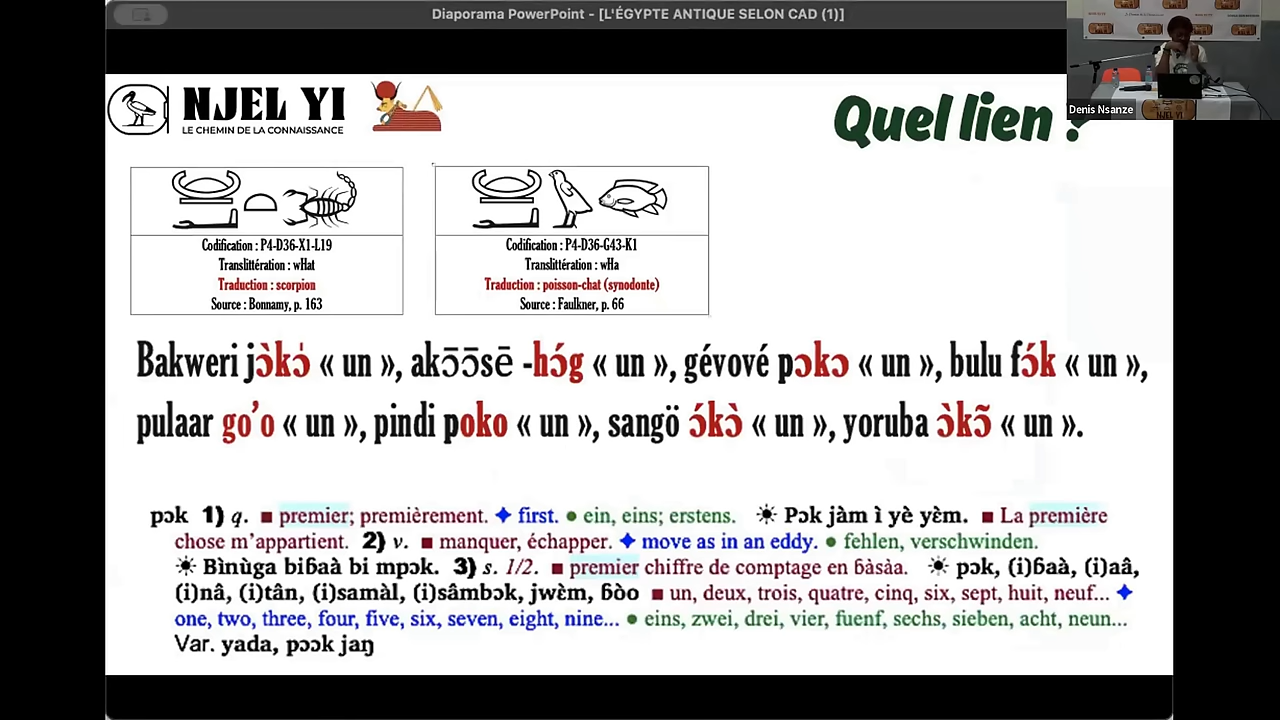 Diaporama PowerPoint - [L'ÉGYPTE ANTIQUE SELON CAD (1)]
Denis Nsanze
NJEL YI
LE CHEMIN DE LA CONNAISSANCE
Quel lien ?
Codification : P4-D36-X1-L19
Translittération : wHat
Traduction : scorpion
Source : Bonnamy, p. 163
Codification : P4-D36-G43-K1
Translittération : wHa
Traduction : poisson-chat (synodonte)
Source : Faulkner, p. 66
Bakweri jɔ̀kɔ́ « un », akɔ̄ɔ̄sē -hɔ́g « un », gévové pɔkɔ « un », bulu fɔ́k « un »,
pulaar go’o « un », pindi poko « un », sangö ɔ́kɔ̀ « un », yoruba ɔ̀kɔ̃ « un ».
pɔk 1) q. ■ premier; premièrement. ✦ first. ● ein, eins; erstens. ☀ Pɔk jàm ì yè yɛ̀m. ■ La première
chose m’appartient. 2) v. ■ manquer, échapper. ✦ move as in an eddy. ● fehlen, verschwinden.
☀ Bìnùga biɓaà bi mpɔk. 3) s. 1/2. ■ premier chiffre de comptage en ɓàsàa. ☀ pɔk, (i)ɓaà, (i)aâ,
(i)nâ, (i)tân, (i)samàl, (i)sâmbɔk, jwɛ̀m, ɓòo ■ un, deux, trois, quatre, cinq, six, sept, huit, neuf... ✦
one, two, three, four, five, six, seven, eight, nine... ● eins, zwei, drei, vier, fuenf, sechs, sieben, acht, neun...
Var. yada, pɔɔk jaŋ